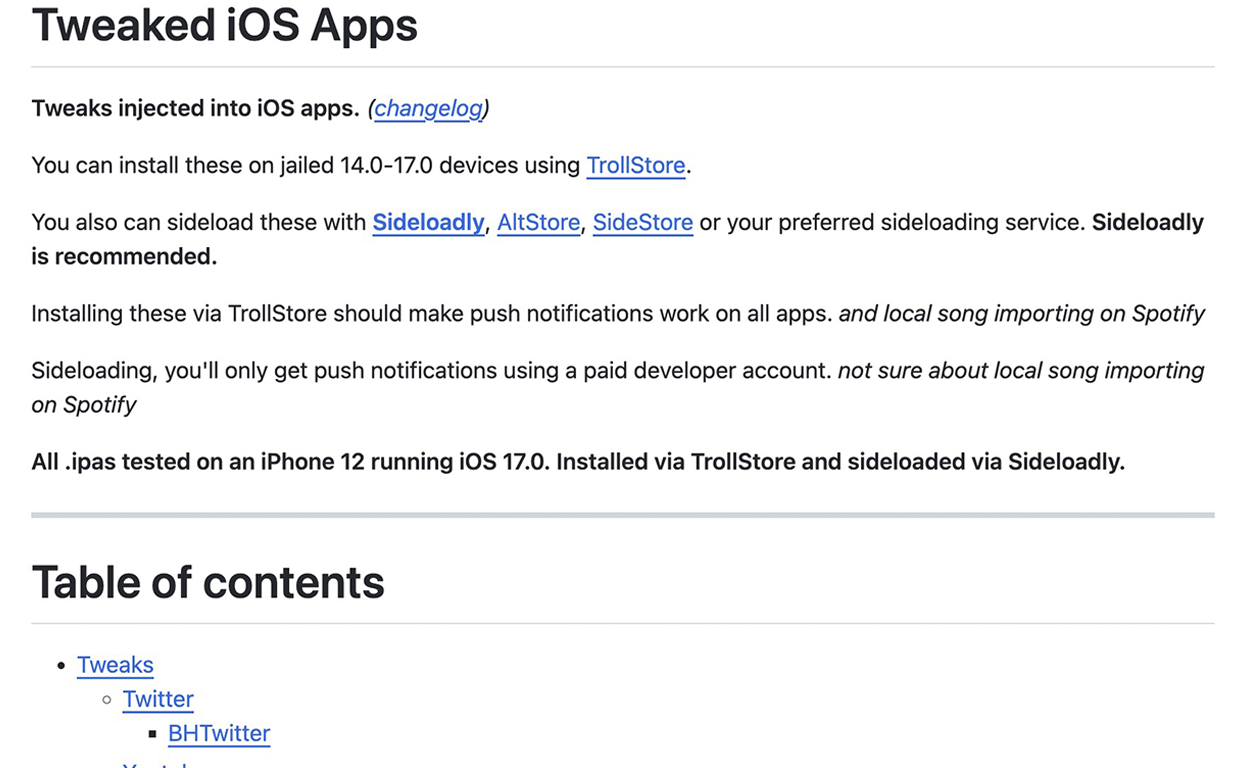 Tweaked iOS Apps
Tweaks injected into iOS apps. (changelog)
You can install these on jailed 14.0-17.0 devices using TrollStore.
You also can sideload these with Sideloadly, AltStore, SideStore or your preferred sideloading service. Sideloadly
is recommended.
Installing these via TrollStore should make push notifications work on all apps. and local song importing on Spotify
Sideloading, you'll only get push notifications using a paid developer account. not sure about local song importing
on Spotify
All .ipas tested on an iPhone 12 running iOS 17.0. Installed via TrollStore and sideloaded via Sideloadly.
Table of contents
• Tweaks
◦ Twitter
▪ BHTwitter